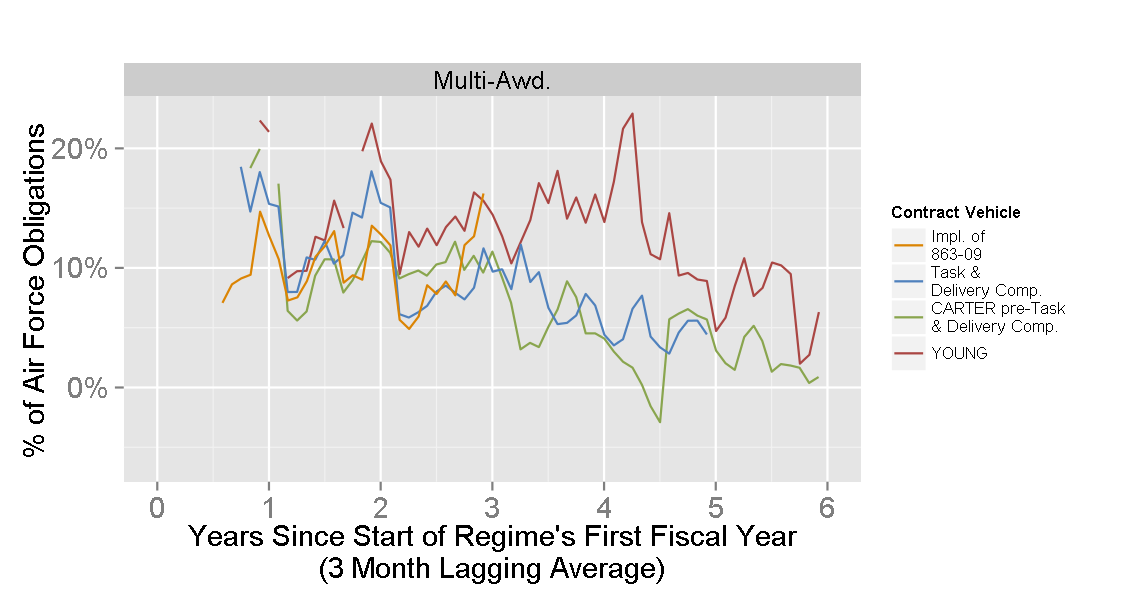 Multi-Awd.
% of Air Force Obligations
20%
10%
0%
0 1 2 3 4 5 6
Years Since Start of Regime's First Fiscal Year
(3 Month Lagging Average)
Contract Vehicle
Impl. of
863-09
Task &
Delivery Comp.
CARTER pre-Task
& Delivery Comp.
YOUNG